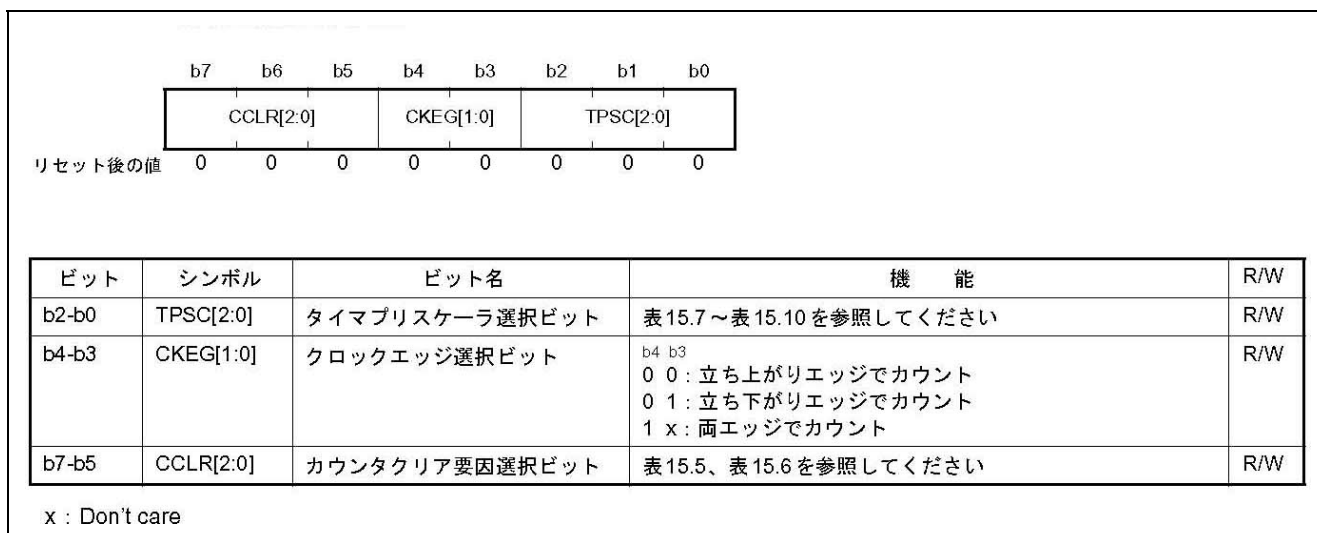 b7 b6 b5 b4 b3 b2 b1 b0
CCLR[2:0] CKEG[1:0] TPSC[2:0]
リセット後の値 0 0 0 0 0 0 0 0
ビット シンボル ビット名 機 能 R/W
b2-b0 TPSC[2:0] タイマプリスケーラ選択ビット 表15.7～表15.10を参照してください R/W
b4-b3 CKEG[1:0] クロックエッジ選択ビット b4 b3 R/W
0 0：立ち上がりエッジでカウント
0 1：立ち下がりエッジでカウント
1 x：両エッジでカウント
b7-b5 CCLR[2:0] カウンタクリア要因選択ビット 表15.5、表15.6を参照してください R/W
x：Don't care